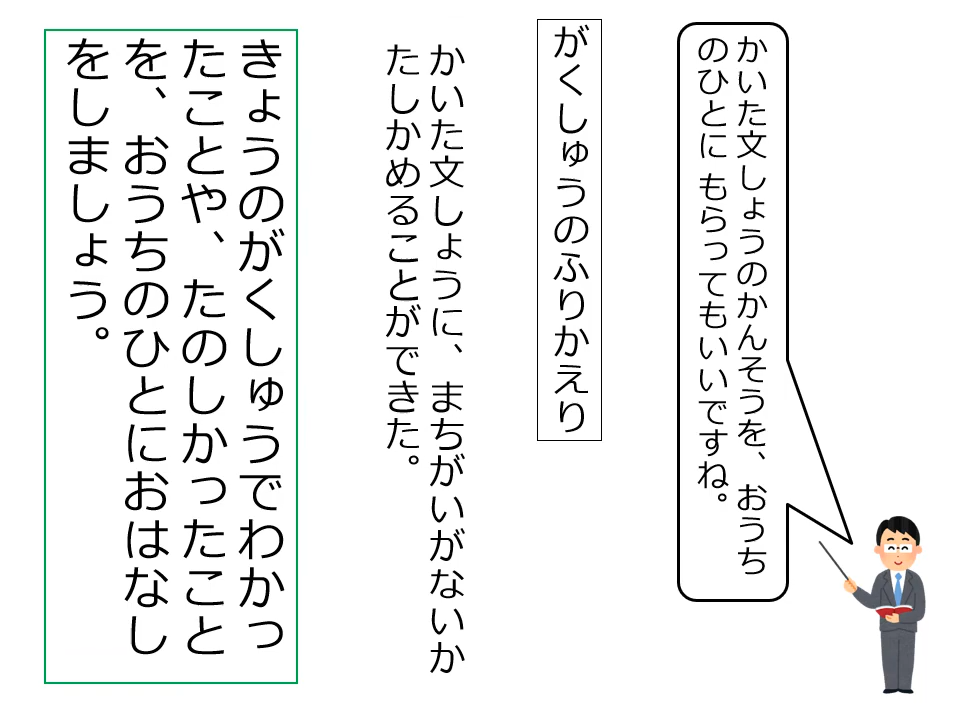 かいた文しょうのかんそうを、おうち
のひとに もらってもいいですね。
がくしゅうのふりかえり
かいた文しょうに、まちがいがないか
たしかめることができた。
きょうのがくしゅうでわかっ
たことや、たのしかったこと
を、おうちのひとにおはなし
をしましょう。